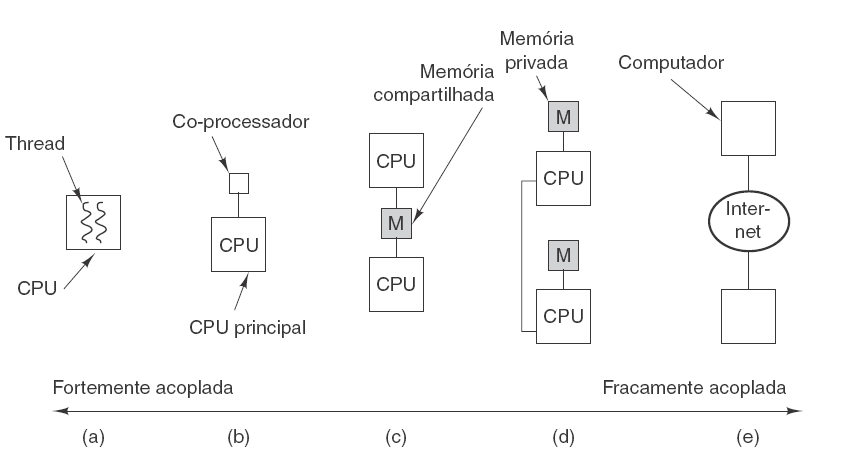 Thread
CPU
Co-processador
CPU
CPU principal
Memória
compartilhada
CPU
M
CPU
Memória
privada
M
CPU
M
CPU
Computador
Inter-
net
Fortemente acoplada
Fracamente acoplada
(a)
(b)
(c)
(d)
(e)